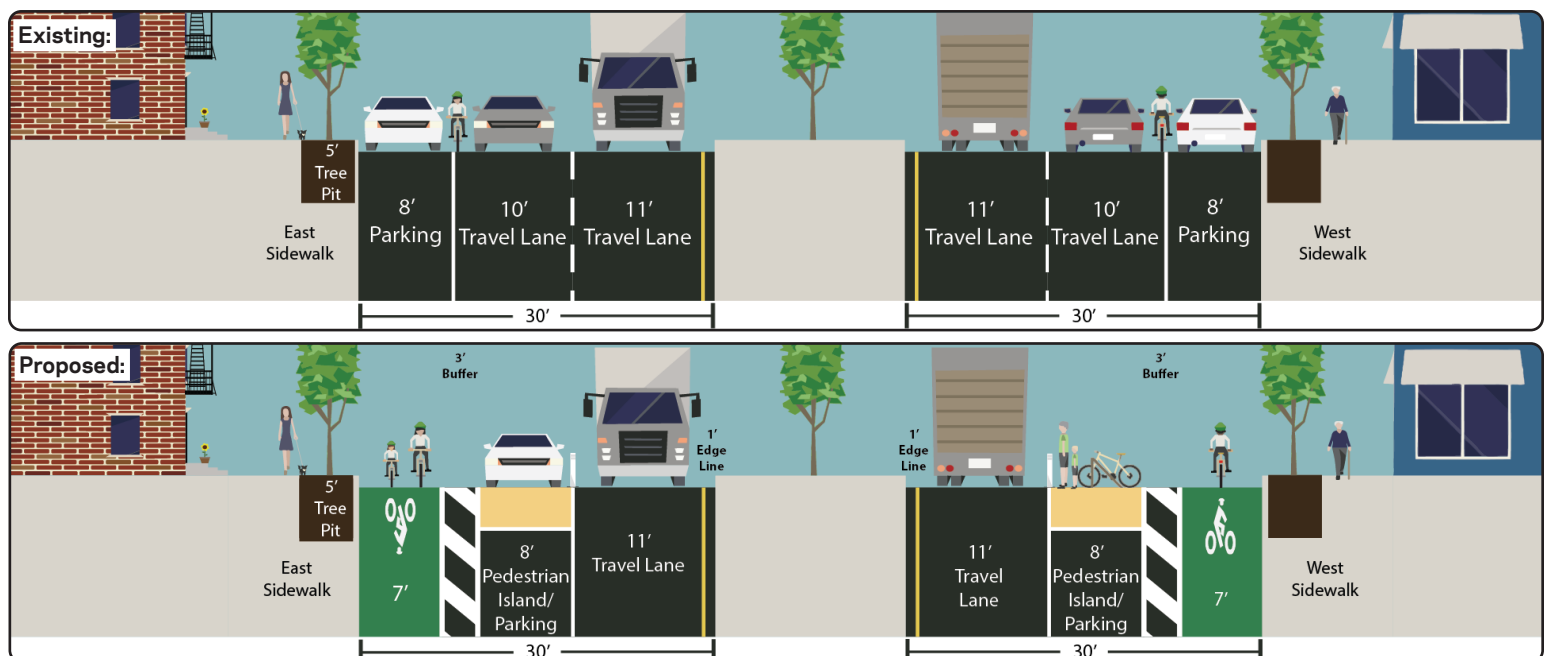 Existing:
5’
Tree
Pit
East
Sidewalk
8’
Parking
10’
Travel Lane
11’
Travel Lane
11’
Travel Lane
10’
Travel Lane
8’
Parking
West
Sidewalk
30’
30’
Proposed:
3’
Buffer
3’
Buffer
1’
Edge
Line
1’
Edge
Line
5’
Tree
Pit
East
Sidewalk
7’
8’
Pedestrian
Island/
Parking
11’
Travel Lane
11’
Travel
Lane
8’
Pedestrian
Island/
Parking
7’
West
Sidewalk
30’
30’